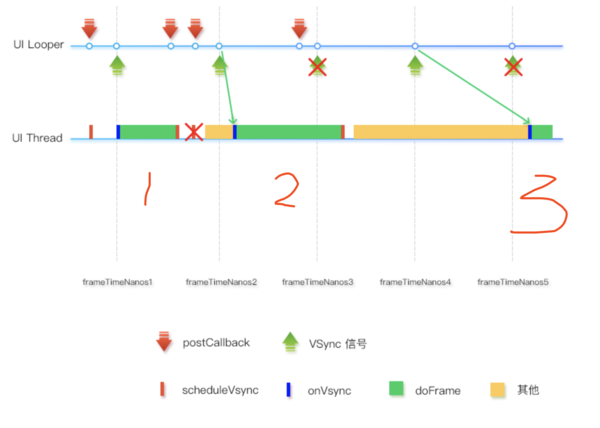 UI Looper
UI Thread
1
2
3
frameTimeNanos1
frameTimeNanos2
frameTimeNanos3
frameTimeNanos4
frameTimeNanos5
postCallback
VSync 信号
scheduleVsync
onVsync
doFrame
其他